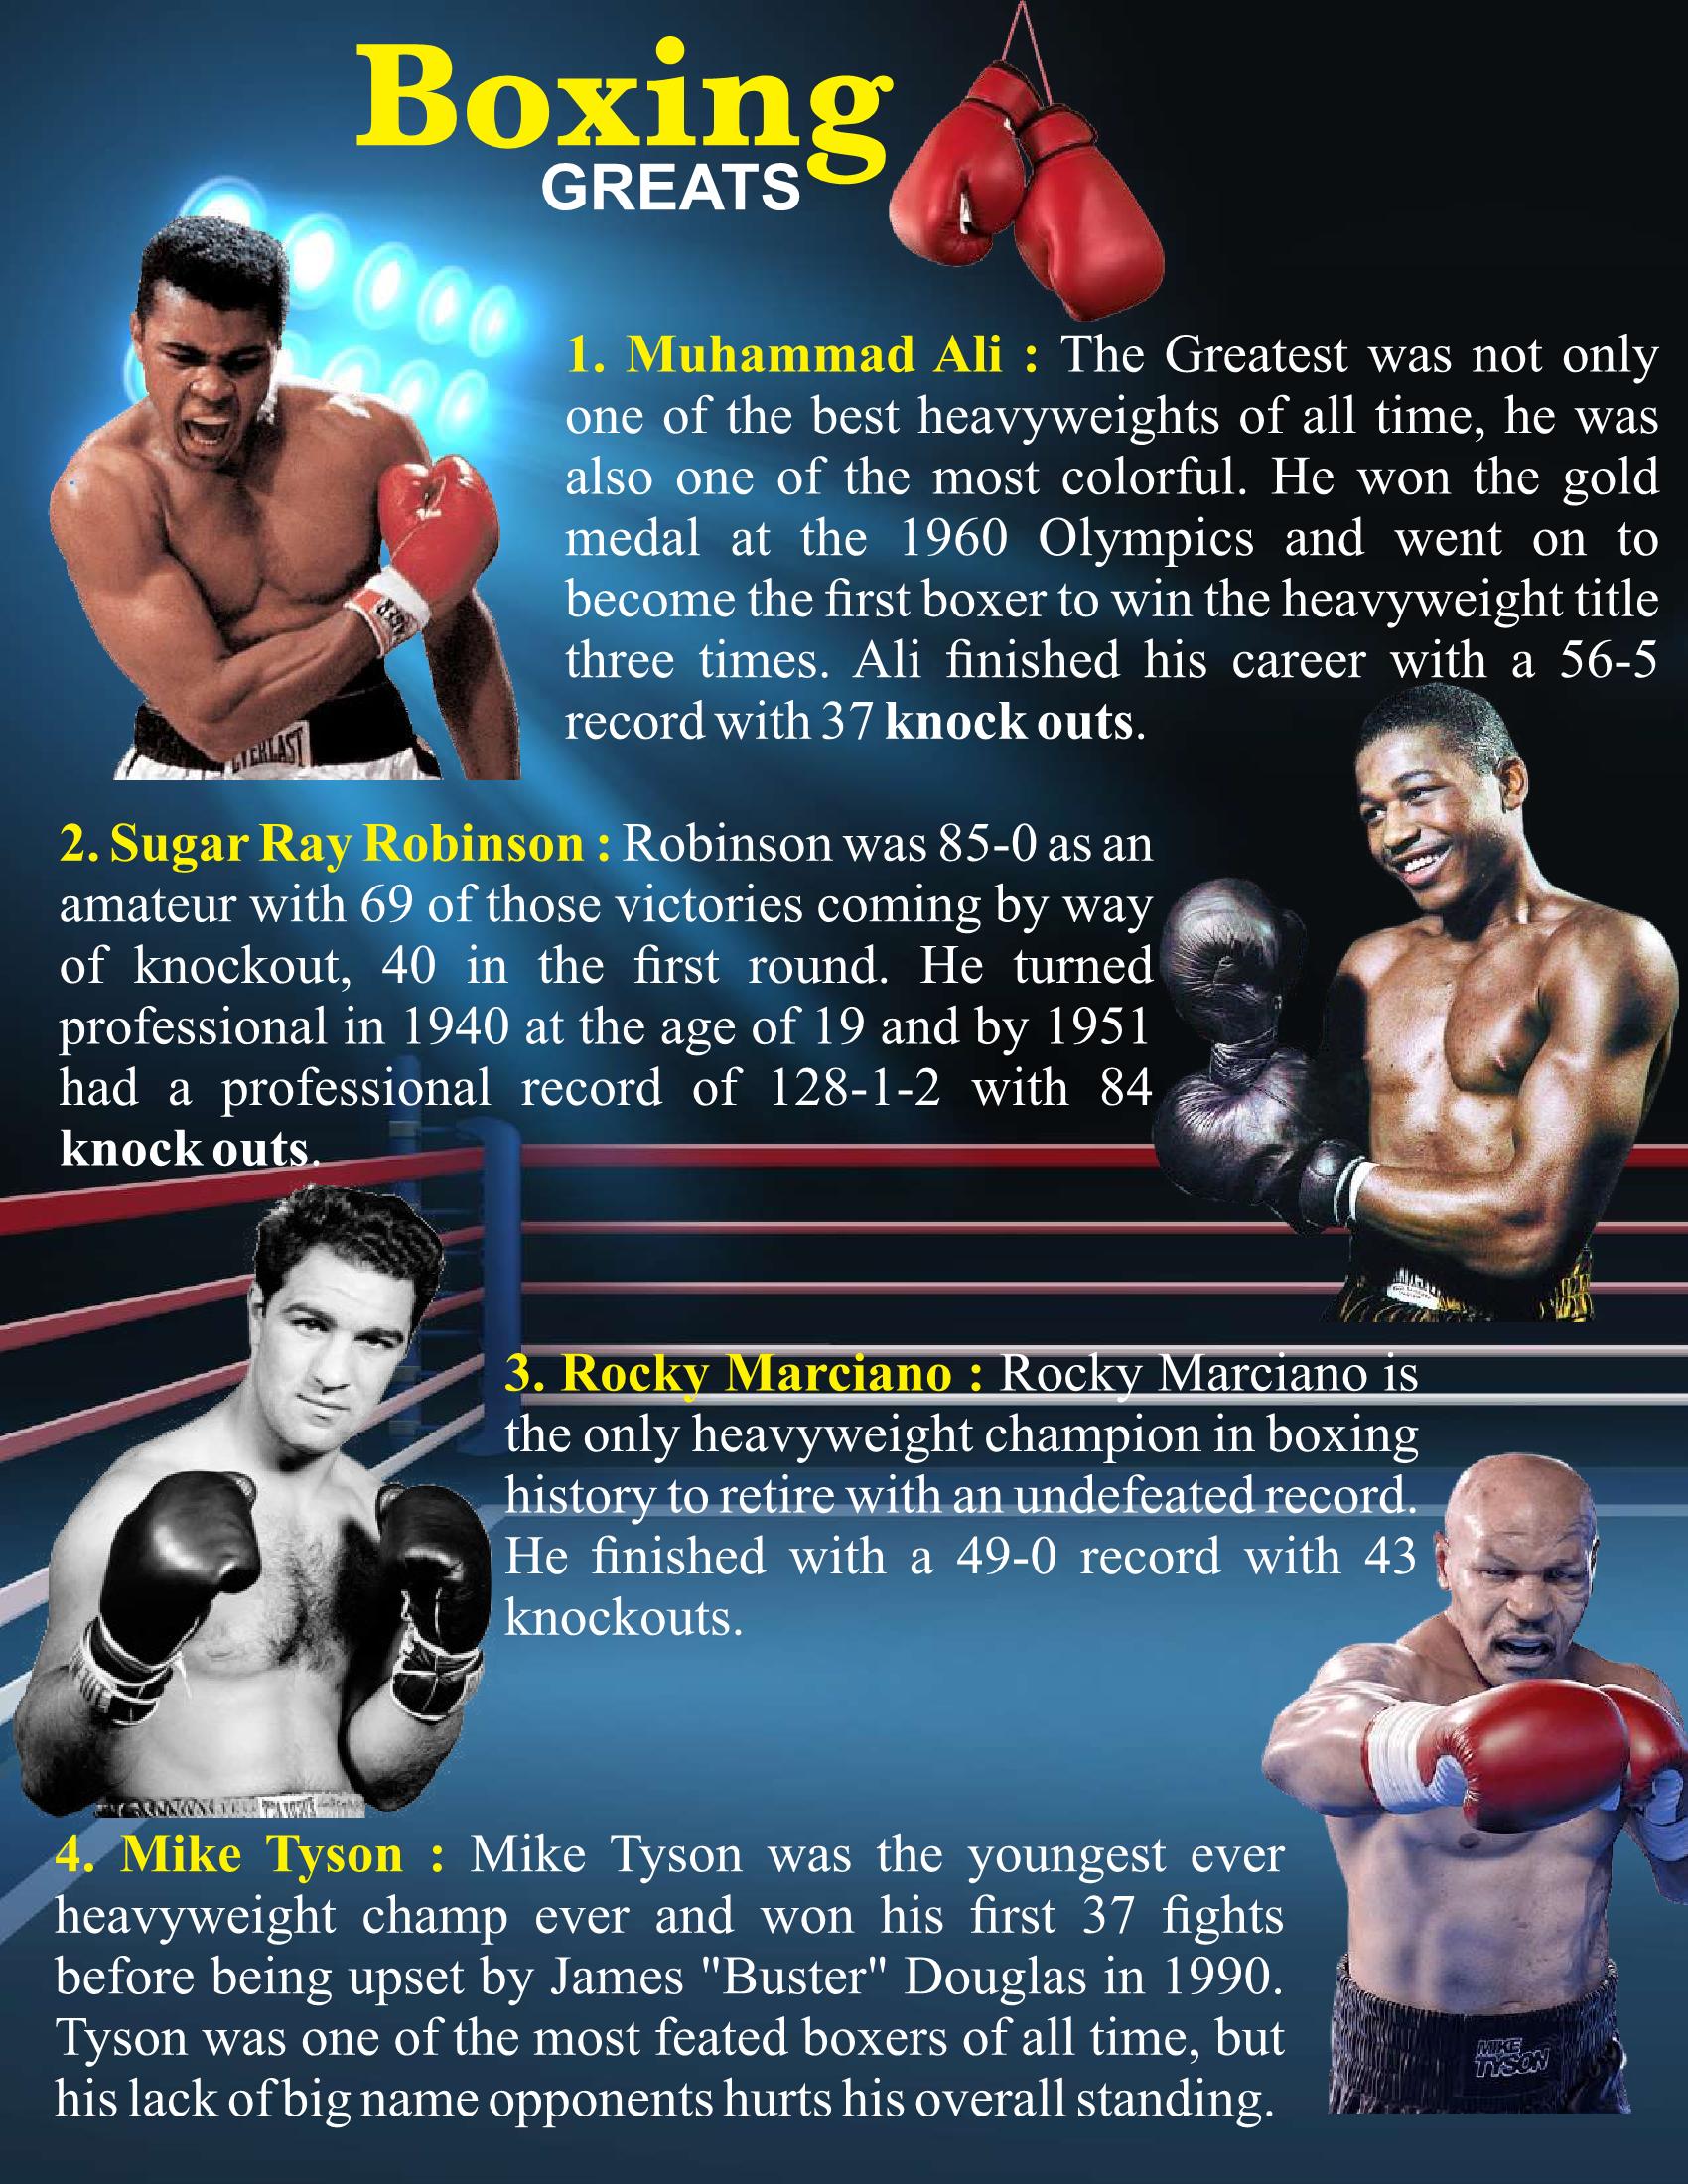 Boxing
GREATS
1. Muhammad Ali : The Greatest was not only
one of the best heavyweights of all time, he was
also one of the most colorful. He won the gold
medal at the 1960 Olympics and went on to
become the first boxer to win the heavyweight title
three times. Ali finished his career with a 56-5
record with 37 knock outs.
EVERLAST
2. Sugar Ray Robinson : Robinson was 85-0 as an
amateur with 69 of those victories coming by way
of knockout, 40 in the first round. He turned
professional in 1940 at the age of 19 and by 1951
had a professional record of 128-1-2 with 84
knock outs.
3. Rocky Marciano : Rocky Marciano is
the only heavyweight champion in boxing
history to retire with an undefeated record.
He finished with a 49-0 record with 43
knockouts.
4. Mike Tyson : Mike Tyson was the youngest ever
heavyweight champ ever and won his first 37 fights
before being upset by James "Buster" Douglas in 1990.
Tyson was one of the most feated boxers of all time, but
his lack of big name opponents hurts his overall standing.
MIKE
TYSON